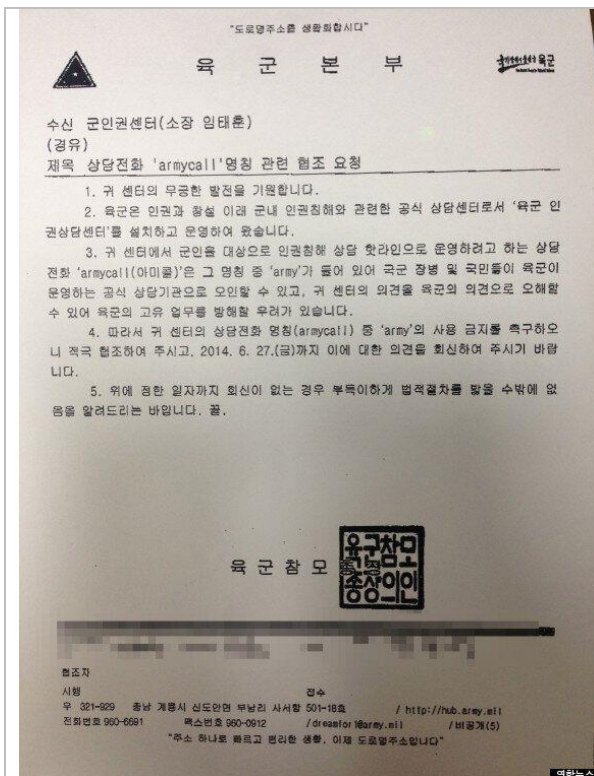 "도로명주소를 생활화합시다"
육 군 본 부
육군
수신 군인권센터(소장 임태훈)
(경유)
제목 상담전화 'armycall'명칭 관련 협조 요청
1. 귀 센터의 무궁한 발전을 기원합니다.
2. 육군은 인권과 창설 이래 군내 인권침해와 관련한 공식 상담센터로서 '육군 인
권상담센터'를 설치하고 운영하여 왔습니다.
3. 귀 센터에서 군인을 대상으로 인권침해 상담 핫라인으로 운영하려고 하는 상담
전화 'armycall(아미콜)'은 그 명칭 중 'army'가 들어 있어 국군 장병 및 국민들이 육군이
운영하는 공식 상담기관으로 오인할 수 있고, 귀 센터의 의견을 육군의 의견으로 오해할
수 있어 육군의 고유 업무를 방해할 우려가 있습니다.
4. 따라서 귀 센터의 상담전화 명칭(armycall) 중 'army'의 사용 금지를 촉구하오
니 적극 협조하여 주시고, 2014. 6. 27.(금)까지 이에 대한 의견을 회신하여 주시기 바랍
니다.
5. 위에 정한 일자까지 회신이 없는 경우 부득이하게 법적절차를 밟을 수밖에 없
음을 알려드리는 바입니다. 끝.
육 군 참 모
육군참모
총장의인
협조자
시행 접수
우 321-929 충남 계룡시 신도안면 부남리 사서함 501-18호 / http://hub.army.mil
전화번호 960-6691 팩스번호 960-0912 /dreamfor1@army.mil /비공개(5)
"주소 하나로 빠르고 편리한 생활, 이제 도로명주소입니다"
연합뉴스